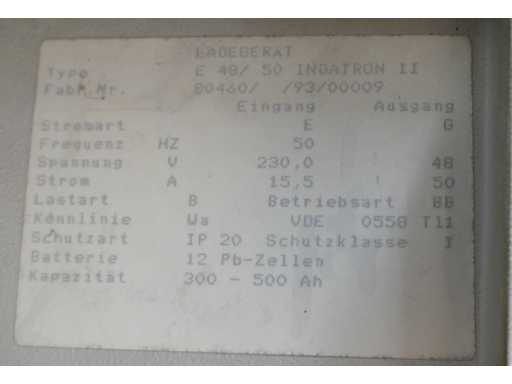 LADEGERÄT
Type E 48/ 50 INDATRON II
Fabr.Nr. 80460/ /93/00009
Eingang Ausgang
Stromart E G
Frequenz HZ 50
Spannung V 230,0 ! 48
Strom A 15,5 ! 50
Lastart B Betriebsart BB
Kennlinie Wa VDE 0558 T11
Schutzart IP 20 Schutzklasse I
Batterie 12 Pb-Zellen
Kapazität 300 - 500 Ah